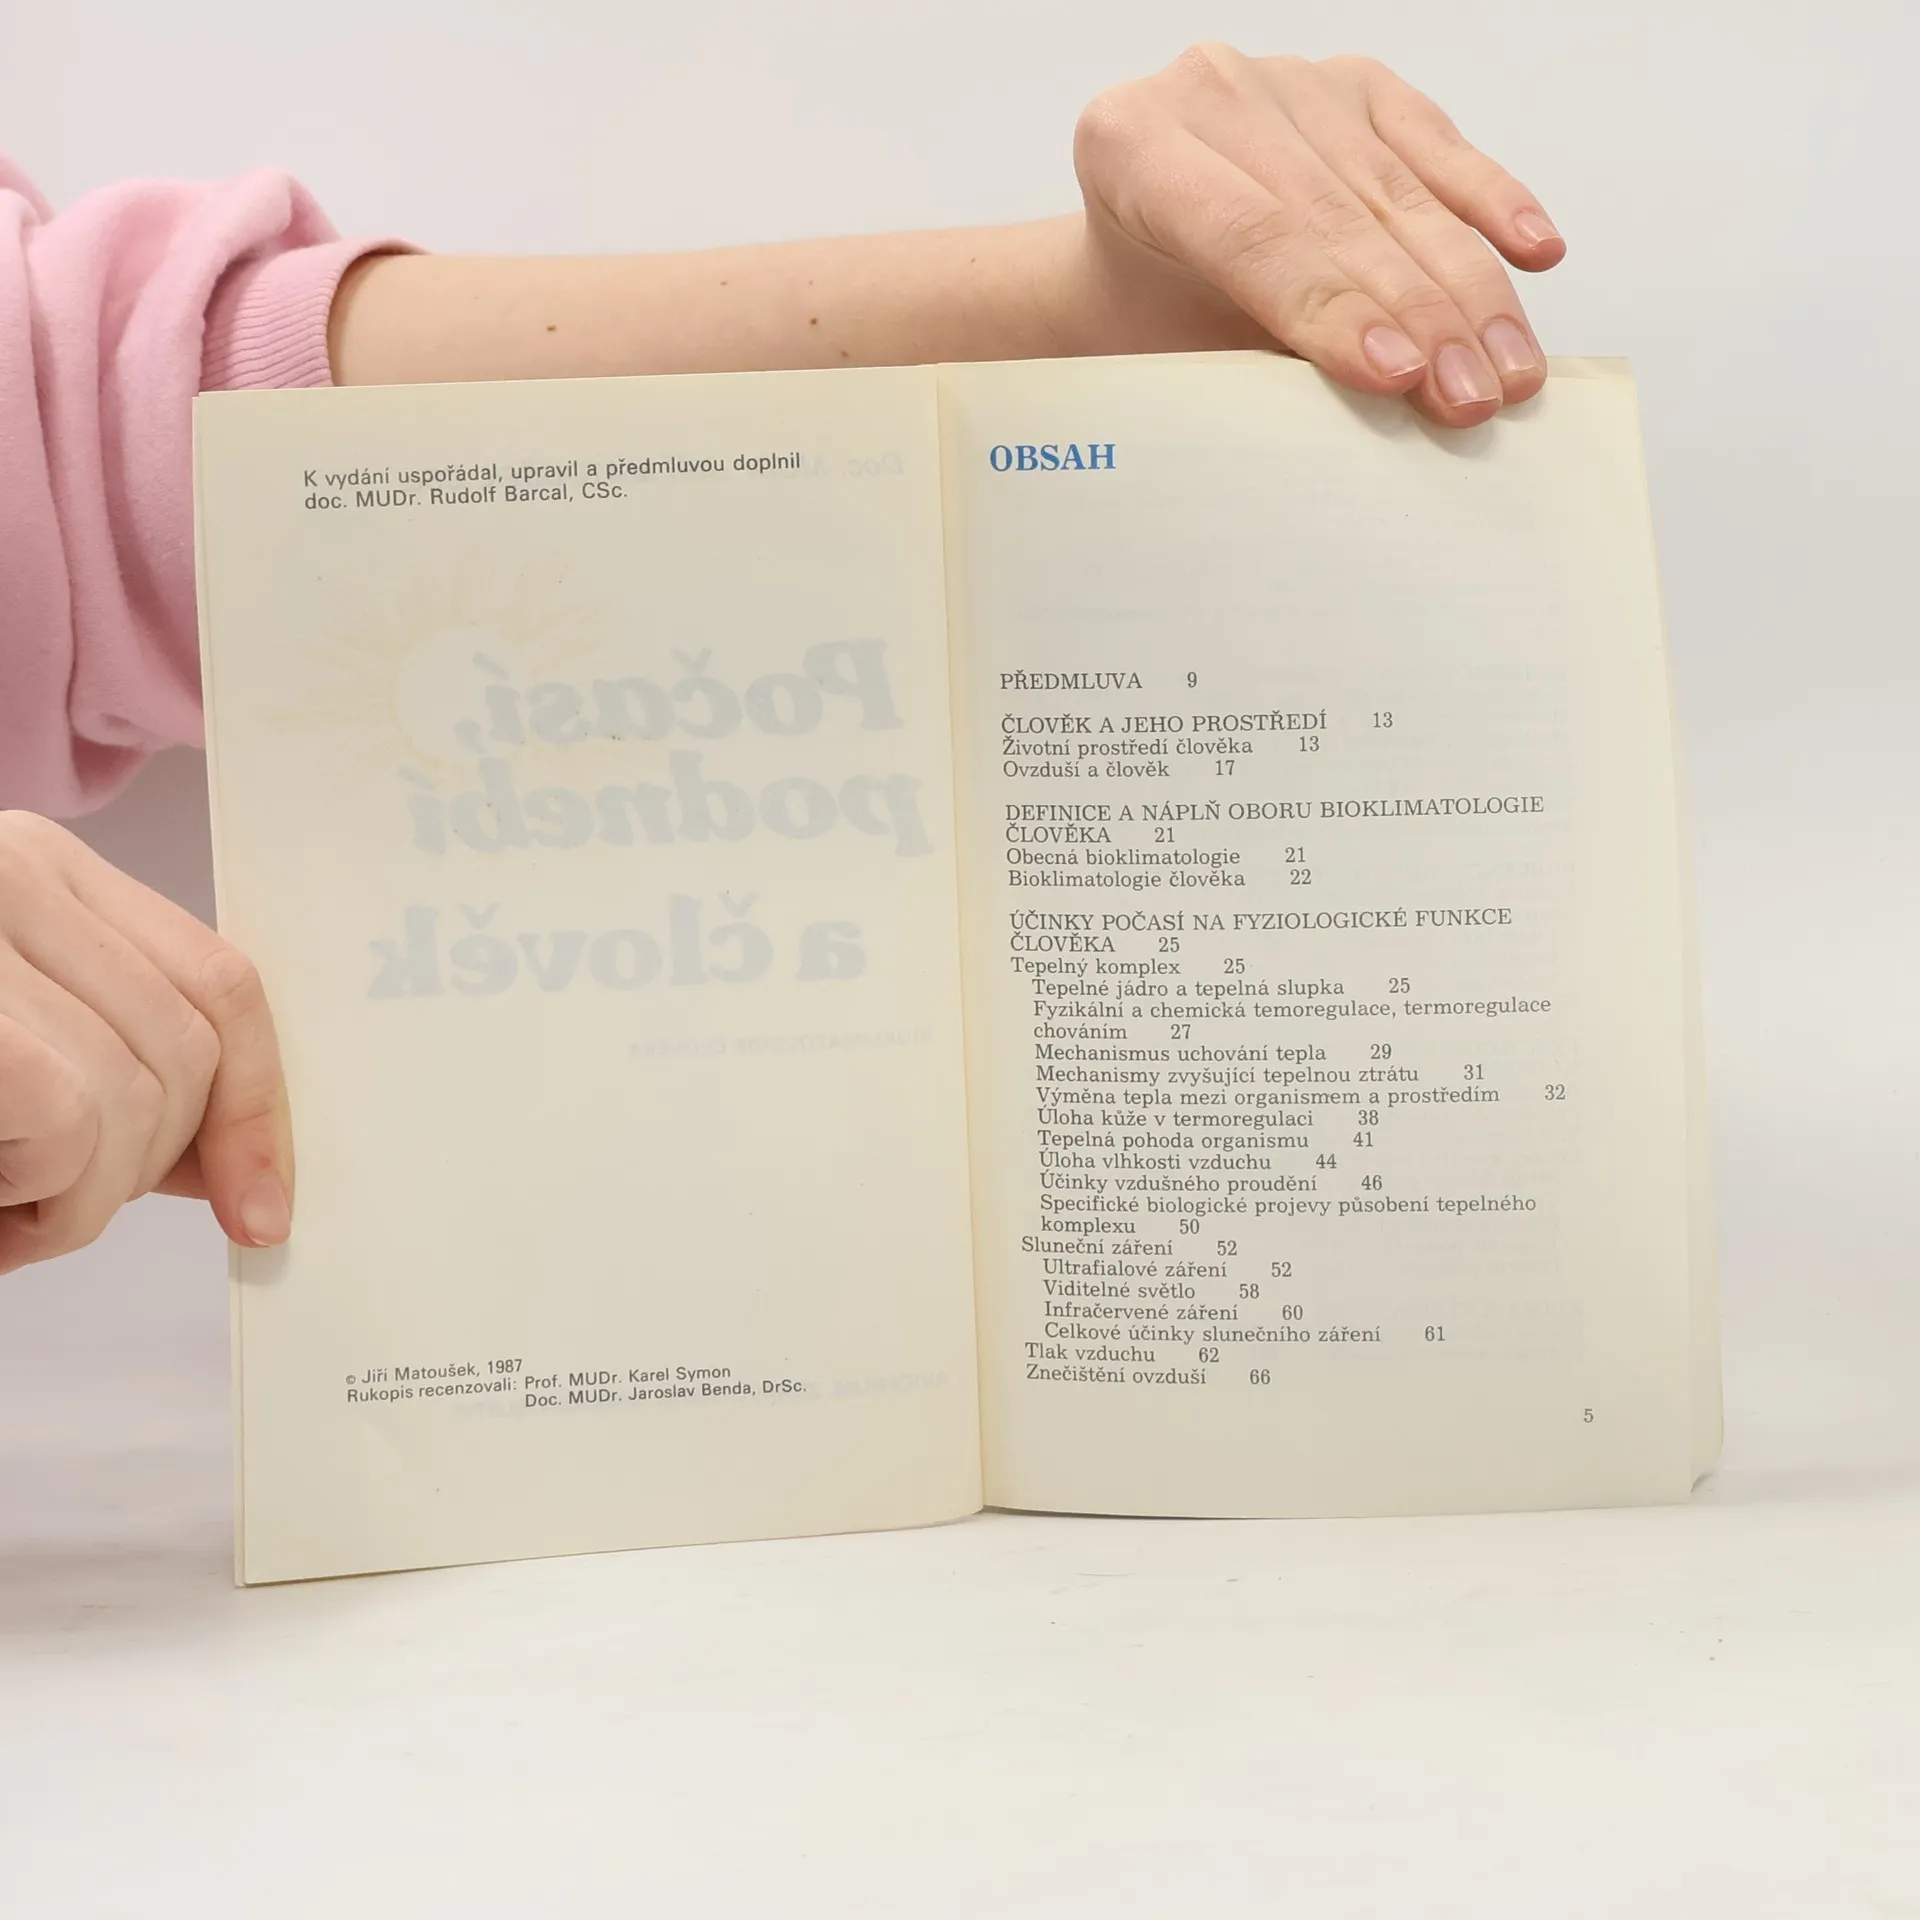 K vydání uspořádal, upravil a předmluvou doplnil
doc. MUDr. Rudolf Barcal, CSc.
Počasí,
podnebí
a člověk
BIOKLIMATOLOGIE ČLOVĚKA
© Jiří Matoušek, 1987
Rukopis recenzovali: Prof. MUDr. Karel Symon
Doc. MUDr. Jaroslav Benda, DrSc.
OBSAH
PŘEDMLUVA 9
ČLOVĚK A JEHO PROSTŘEDÍ 13
Životní prostředí člověka 13
Ovzduší a člověk 17
DEFINICE A NÁPLŇ OBORU BIOKLIMATOLOGIE
ČLOVĚKA 21
Obecná bioklimatologie 21
Bioklimatologie člověka 22
ÚČINKY POČASÍ NA FYZIOLOGICKÉ FUNKCE
ČLOVĚKA 25
Tepelný komplex 25
Tepelné jádro a tepelná slupka 25
Fyzikální a chemická temoregulace, termoregulace
chováním 27
Mechanismus uchování tepla 29
Mechanismy zvyšující tepelnou ztrátu 31
Výměna tepla mezi organismem a prostředím 32
Úloha kůže v termoregulaci 38
Tepelná pohoda organismu 41
Úloha vlhkosti vzduchu 44
Účinky vzdušného proudění 46
Specifické biologické projevy působení tepelného
komplexu 50
Sluneční záření 52
Ultrafialové záření 52
Viditelné světlo 58
Infračervené záření 60
Celkové účinky slunečního záření 61
Tlak vzduchu 62
Znečištění ovzduší 66
5